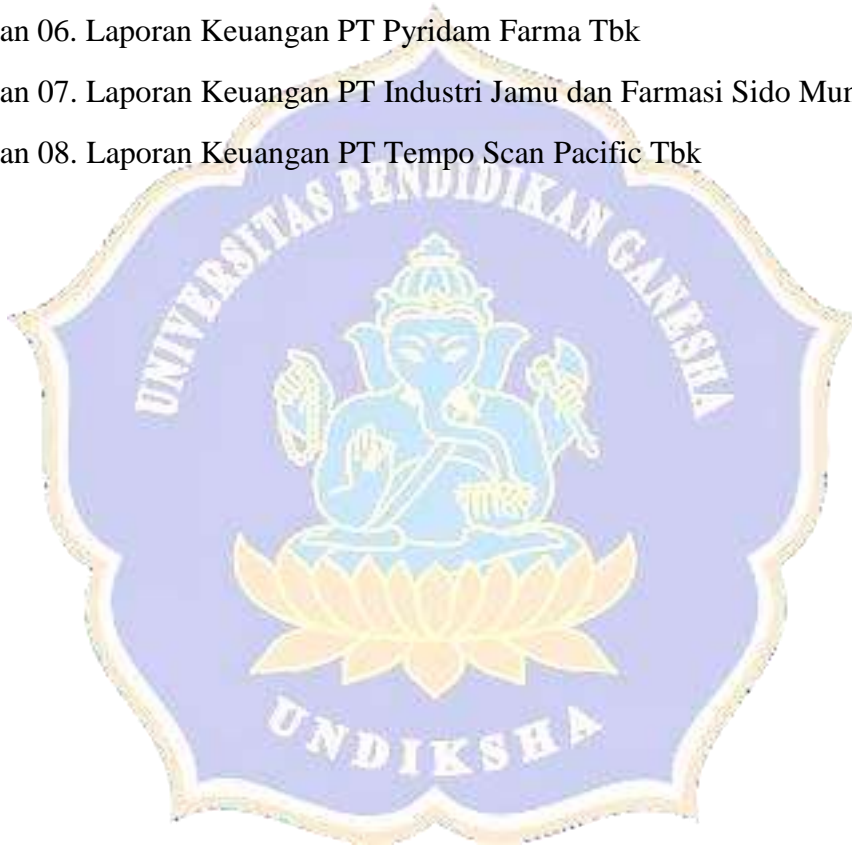 an 06. Laporan Keuangan PT Pyridam Farma Tbk
an 07. Laporan Keuangan PT Industri Jamu dan Farmasi Sido Mun
an 08. Laporan Keuangan PT Tempo Scan Pacific Tbk
UNIVERSITAS PENDIDIKAN GANESHA
UNDIKSHA